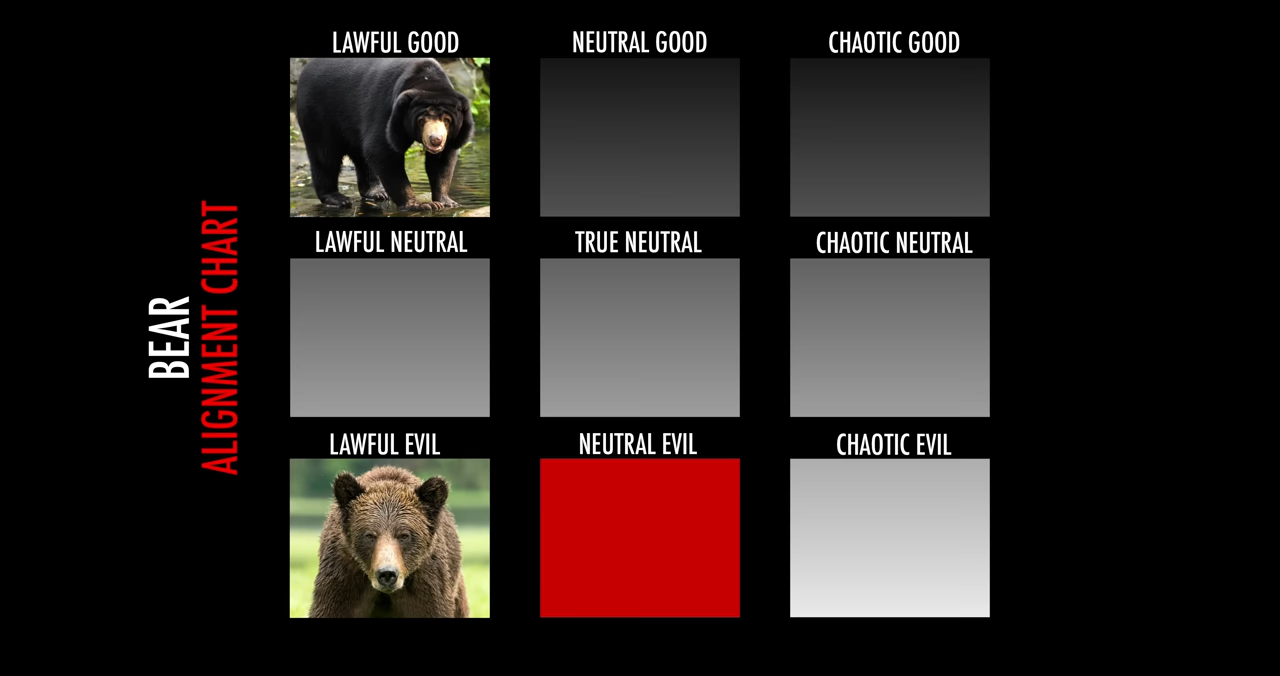 BEAR
ALIGNMENT CHART
LAWFUL GOOD
NEUTRAL GOOD
CHAOTIC GOOD
LAWFUL NEUTRAL
TRUE NEUTRAL
CHAOTIC NEUTRAL
LAWFUL EVIL
NEUTRAL EVIL
CHAOTIC EVIL